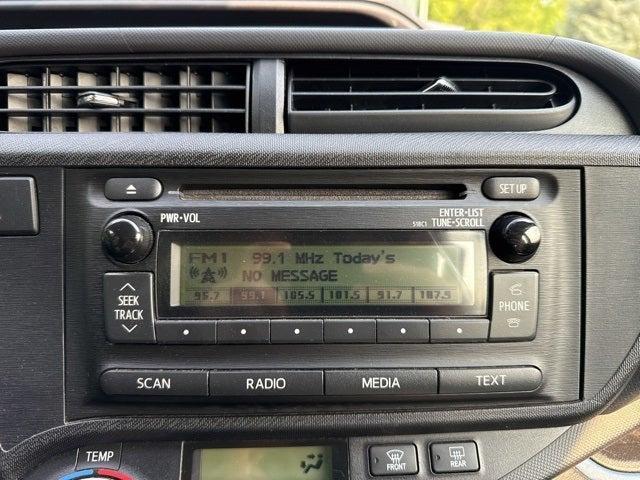 SET UP
PWR·VOL
ENTER·LIST
51BC1 TUNE·SCROLL
FM1 99.1 MHz Today's
NO MESSAGE
95.7 99.1 105.5 101.5 91.7 107.5
SEEK
TRACK
PHONE
SCAN RADIO MEDIA TEXT
TEMP
FRONT REAR